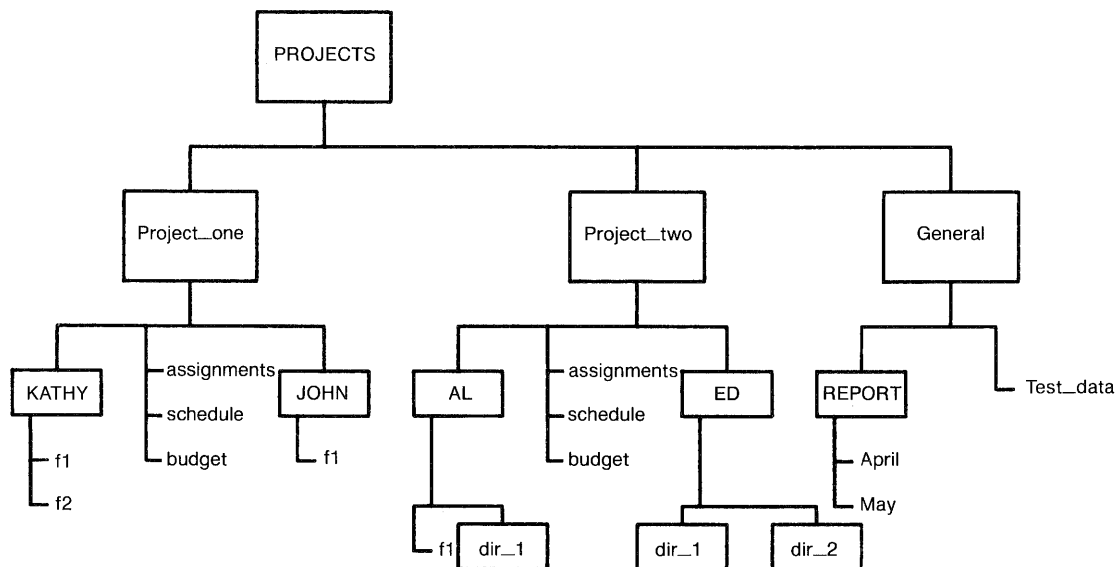 PROJECTS
Project_one
Project_two
General
KATHY
assignments
schedule
budget
JOHN
f1
f2
f1
AL
assignments
schedule
budget
ED
REPORT
Test_data
April
May
f1
dir_1
dir_1
dir_2